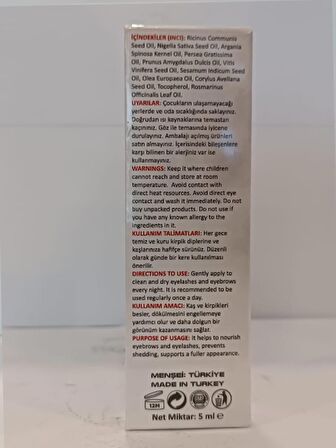 İÇİNDEKİLER (INCI): Ricinus Communis
Seed Oil, Nigella Sativa Seed Oil, Argania
Spinosa Kernel Oil, Persea Gratissima
Oil, Prunus Amygdalus Dulcis Oil, Vitis
Vinifera Seed Oil, Sesamum Indicum Seed
Oil, Olea Europaea Oil, Corylus Avellana
Seed Oil, Tocopherol, Rosmarinus
Officinalis Leaf Oil.
UYARILAR: Çocukların ulaşamayacağı
yerlerde ve oda sıcaklığında saklayınız.
Doğrudan ısı kaynaklarına temastan
kaçınınız. Göz ile temasında iyicene
durulayınız. Ambalajı açılmış ürünleri
satın almayınız. İçerisindeki bileşenlere
karşı bilinen bir alerjiniz var ise
kullanmayınız.
WARNINGS: Keep it where children
cannot reach and store at room
temperature. Avoid contact with
direct heat resources. Avoid direct eye
contact and wash it immediately. Do not
buy unpacked products. Do not use if
you have any known allergy to the
ingredients in it.
KULLANIM TALİMATLARI: Her gece
temiz ve kuru kirpik diplerine ve
kaşlarınıza hafifçe sürünüz. Düzenli
olarak günde bir kere kullanılması
önerilir.
DIRECTIONS TO USE: Gently apply to
clean and dry eyelashes and eyebrows
every night. It is recommended to be
used regularly once a day.
KULLANIM AMACI: Kaş ve kirpikleri
besler, dökülmesini engellemeye
yardımcı olur ve daha dolgun bir
görünüm kazanmasını sağlar.
PURPOSE OF USAGE: It helps to nourish
eyebrows and eyelashes, prevents
shedding, supports a fuller appearance.
MENŞEİ: TÜRKİYE
MADE IN TURKEY
12M
Net Miktar: 5 ml e